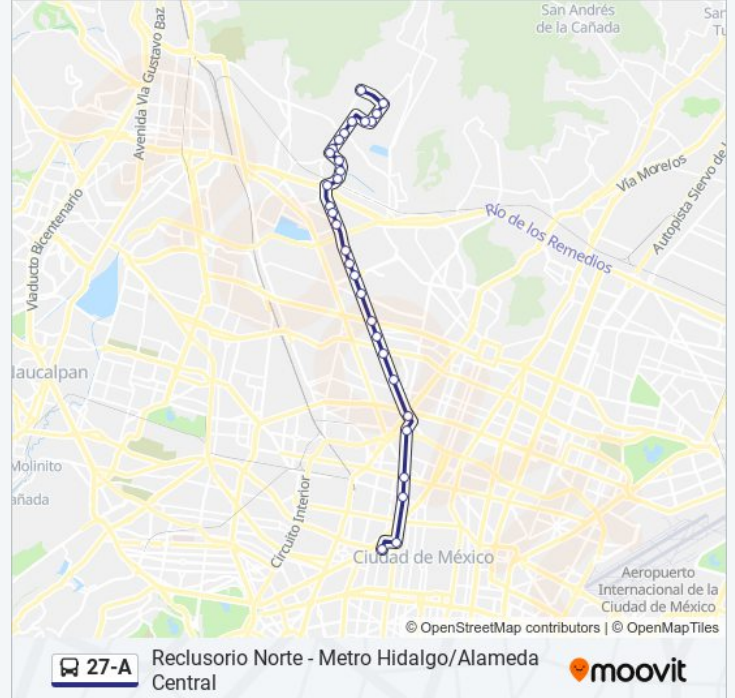 San Andrés
de la Cañada
San
Tu
Avenida Vía Gustavo Baz
Vía Morelos
Autopista Siervo de l
Río de los Remedios
Viaducto Bicentenario
laucalpan
Molinito
añada
Circuito Interior
Ciudad de México
Aeropuerto
Internacional de la
Ciudad de México
© OpenStreetMap contributors | © OpenMapTiles
27-A
Reclusorio Norte - Metro Hidalgo/Alameda
Central
moovit